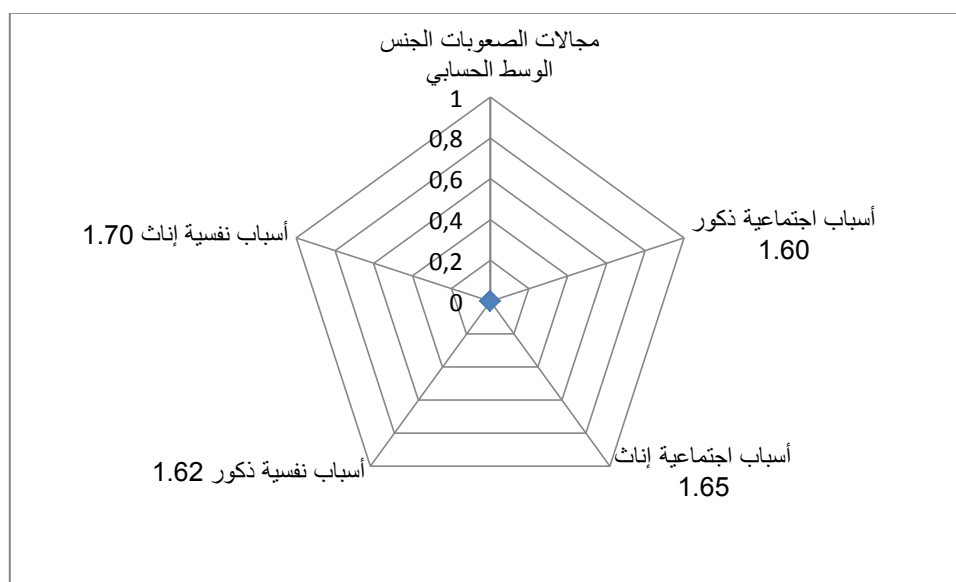 مجالات الصعوبات الجنس
الوسط الحسابي
1
0,8
0,6
0,4
0,2
0
أسباب اجتماعية ذكور
1.60
أسباب اجتماعية إناث
1.65
أسباب نفسية ذكور 1.62
أسباب نفسية إناث 1.70